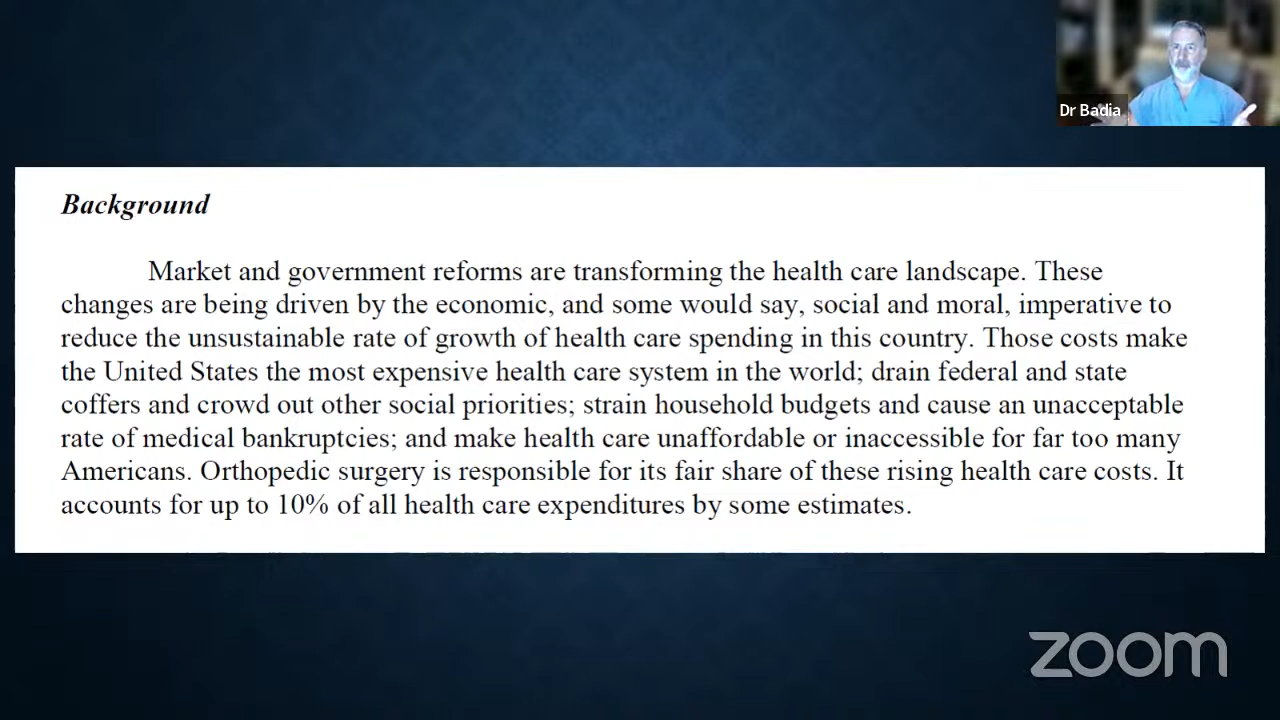 Dr Badia
Background
Market and government reforms are transforming the health care landscape. These
changes are being driven by the economic, and some would say, social and moral, imperative to
reduce the unsustainable rate of growth of health care spending in this country. Those costs make
the United States the most expensive health care system in the world; drain federal and state
coffers and crowd out other social priorities; strain household budgets and cause an unacceptable
rate of medical bankruptcies; and make health care unaffordable or inaccessible for far too many
Americans. Orthopedic surgery is responsible for its fair share of these rising health care costs. It
accounts for up to 10% of all health care expenditures by some estimates.
zoom